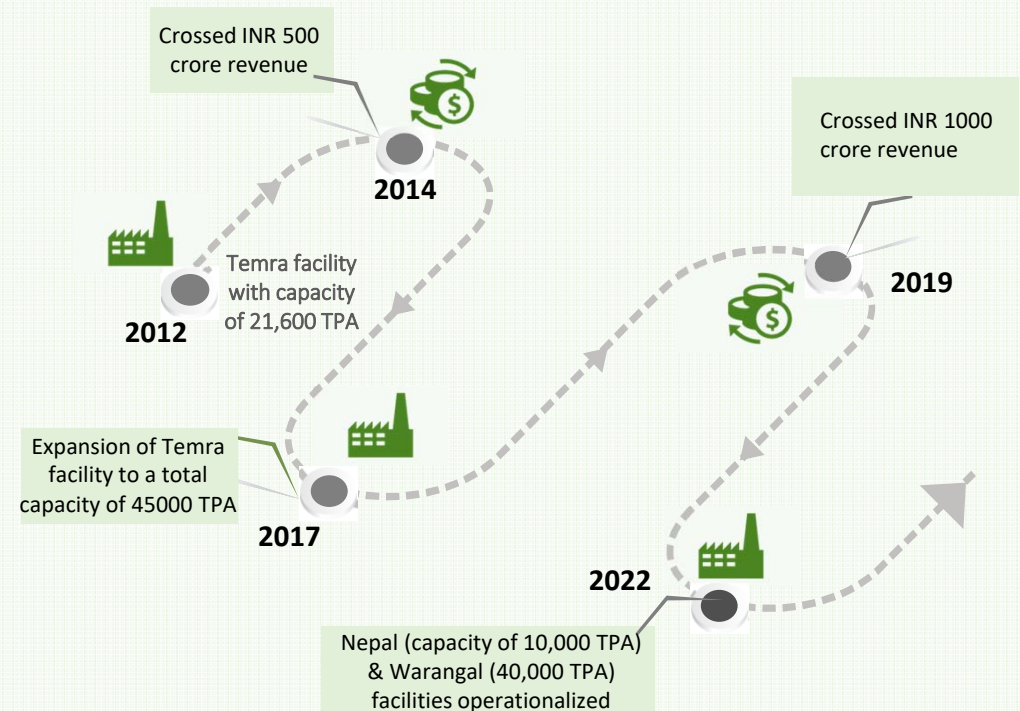 Crossed INR 500
crore revenue
2014
Temra facility
with capacity
of 21,600 TPA
2012
Crossed INR 1000
crore revenue
2019
Expansion of Temra
facility to a total
capacity of 45000 TPA
2017
2022
Nepal (capacity of 10,000 TPA)
& Warangal (40,000 TPA)
facilities operationalized
$
$